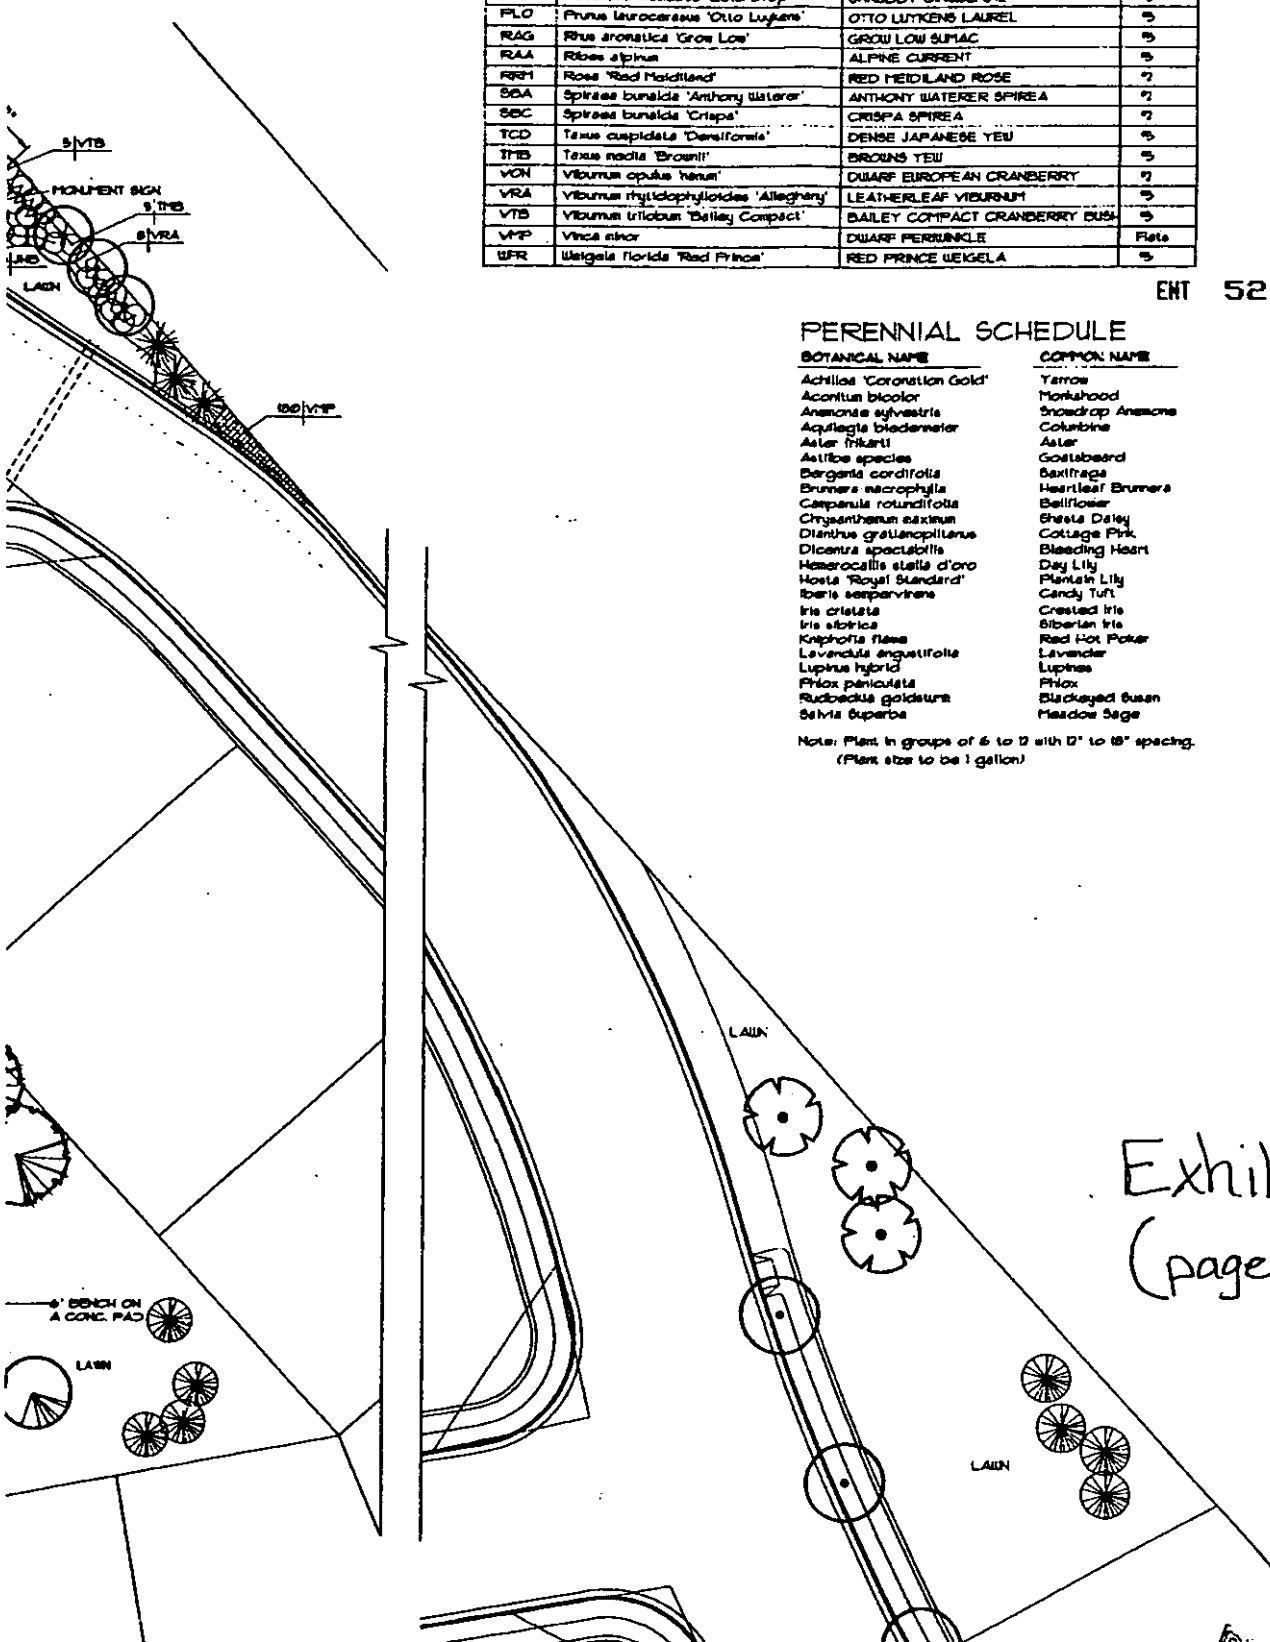 PLO Prunus laurocerasus 'Otto Luykens' OTTO LUYKENS LAUREL 5
RAG Rhus aromatica 'Grow Low' GROW LOW SUMAC 5
RAA Ribes alpinum ALPINE CURRENT 5
RRM Rosa 'Red Meidiland' RED MEIDILAND ROSE 2
SBA Spiraea bumalda 'Anthony Waterer' ANTHONY WATERER SPIREA 2
SBC Spiraea bumalda 'Crispa' CRISPA SPIREA 2
TCD Taxus cuspidata 'Densiformis' DENSE JAPANESE YEW 5
TMB Taxus media 'Brownii' BROWNS YEW 5
VON Viburnum opulus 'nanum' DWARF EUROPEAN CRANBERRY 2
VRA Viburnum rhytidophylloides 'Alleghany' LEATHERLEAF VIBURNUM 5
VTB Viburnum trilobum 'Bailey Compact' BAILEY COMPACT CRANBERRY BUSH 5
VMP Vinca minor DWARF PERIWINKLE Flats
WFR Weigela florida 'Red Prince' RED PRINCE WEIGELA 5
ENT 52
5 VTB
MONUMENT SIGN
5 TMB
8 VRA
JHB
LAWN
180 VMP
PERENNIAL SCHEDULE
BOTANICAL NAME COMMON NAME
Achillea 'Coronation Gold' Yarrow
Aconitum bicolor Monkshood
Anemonae sylvestris Snowdrop Anemone
Aquilegia biedermeier Columbine
Aster frikarti Aster
Astilbe species Goatsbeard
Bergenia cordifolia Saxifraga
Brunnera macrophylla Heartleaf Brunnera
Campanula rotundifolia Bellflower
Chrysanthemum maximum Shasta Daisy
Dianthus gratianopilitanus Cottage Pink
Dicentra spectabilis Bleeding Heart
Hemerocallis stella d'oro Day Lily
Hosta 'Royal Standard' Plantain Lily
Iberis sempervirens Candy Tuft
Iris cristata Crested Iris
Iris sibirica Siberian Iris
Kniphofia flame Red Hot Poker
Lavandula angustifolia Lavender
Lupinus hybrid Lupines
Phlox paniculata Phlox
Rudbeckia goldsturm Blackeyed Susan
Salvia Superba Meadow Sage
Note: Plant in groups of 6 to 12 with 12" to 18" spacing.
(Plant size to be 1 gallon)
LAWN
Exhi
(page
6' BENCH ON
A CONC. PAD
LAWN
LAWN